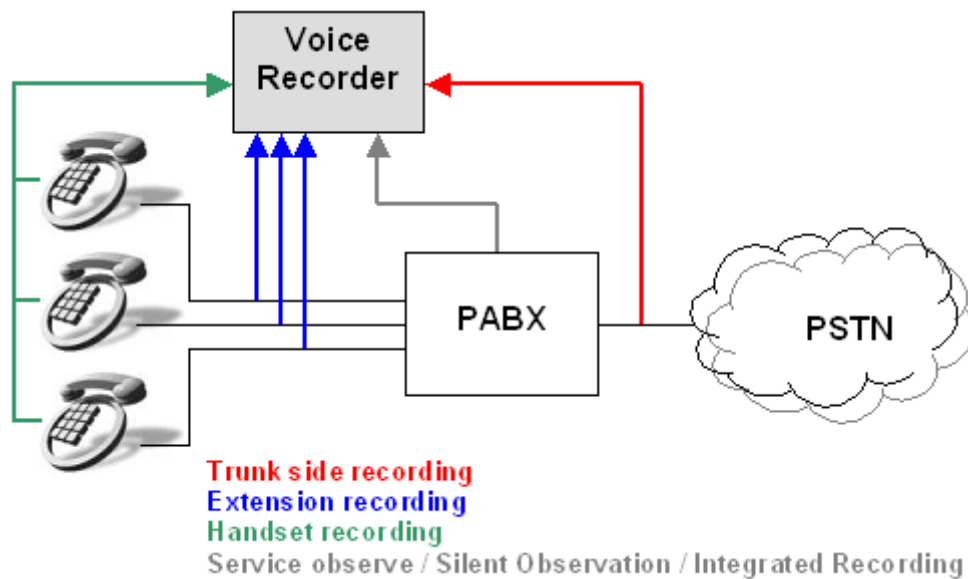 Voice
Recorder
PABX
PSTN
Trunk side recording
Extension recording
Handset recording
Service observe / Silent Observation / Integrated Recording